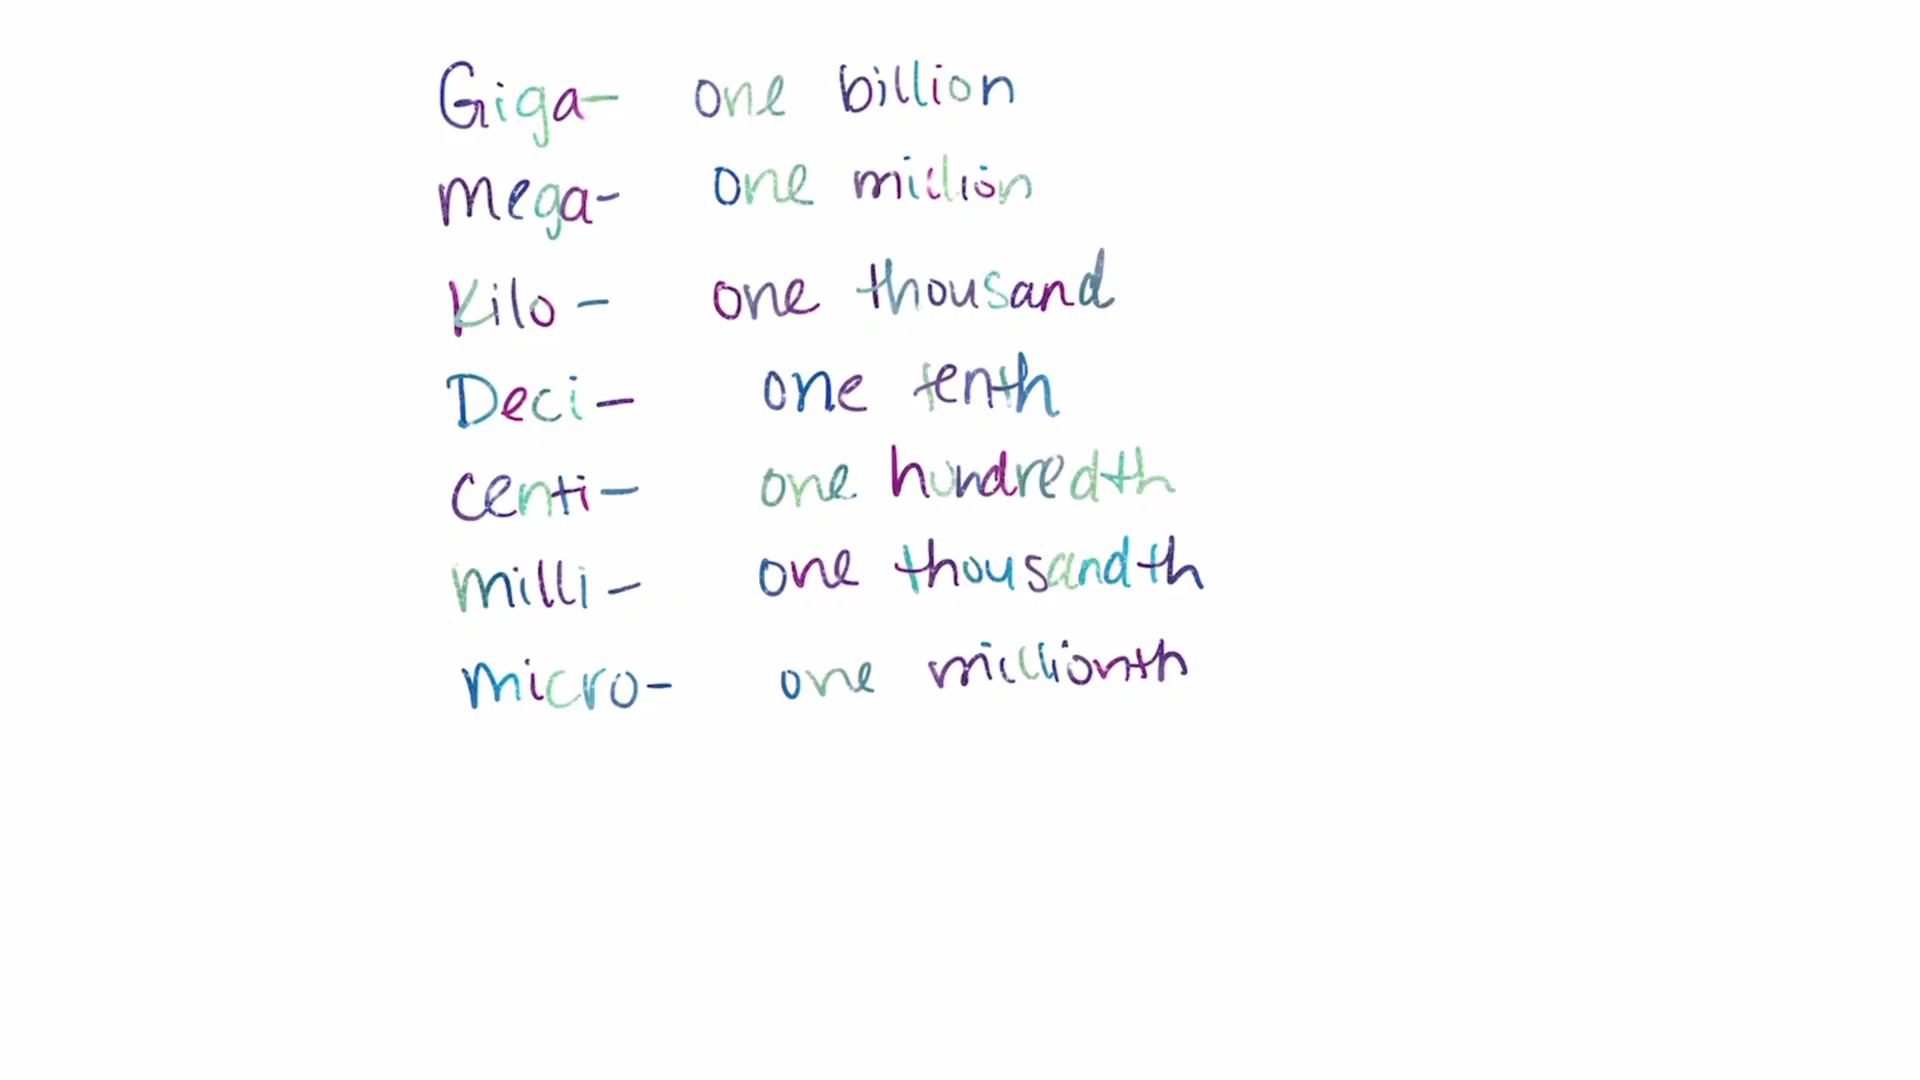 Giga- one billion
Mega- one million
Kilo- one thousand
Deci- one tenth
Centi- one hundredth
milli- one thousandth
micro- one millionth